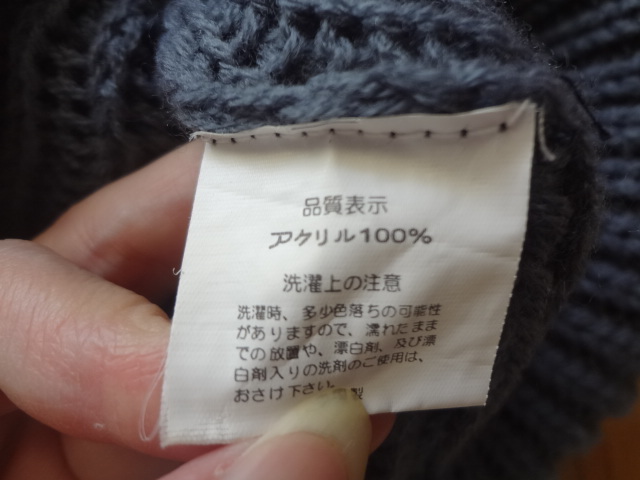 品質表示
アクリル100%
洗濯上の注意
洗濯時、多少色落ちの可能性
がありますので、濡れたまま
での放置や、漂白剤、及び漂
白剤入りの洗剤のご使用は、
おさけ下さい。
製